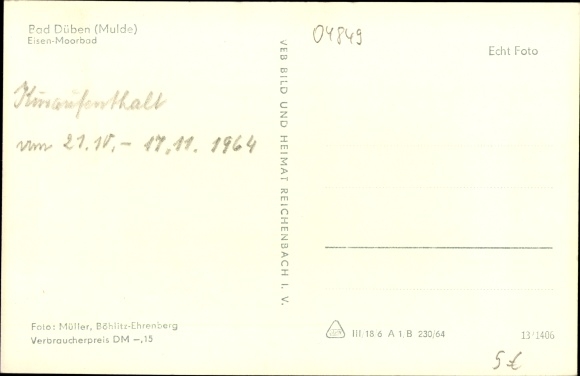 Bad Düben (Mulde)
Eisen-Moorbad
04849
Echt Foto
Kuraufenthalt
vom 21.10. - 17.11. 1964
VEB BILD UND HEIMAT REICHENBACH I. V.
Foto: Müller, Böhlitz-Ehrenberg
Verbraucherpreis DM -,15
III/18/6 A 1. B 230/64
13/1406
5 €